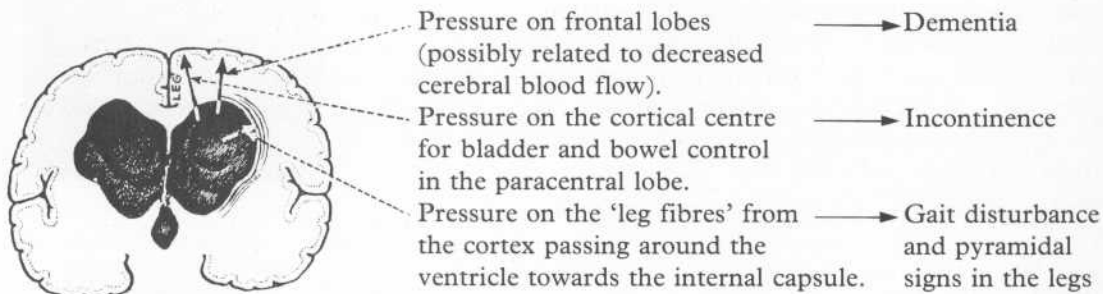 LEG
Pressure on frontal lobes
(possibly related to decreased
cerebral blood flow).
Dementia
Pressure on the cortical centre
for bladder and bowel control
in the paracentral lobe.
Incontinence
Pressure on the ‘leg fibres’ from
the cortex passing around the
ventricle towards the internal capsule.
Gait disturbance
and pyramidal
signs in the legs